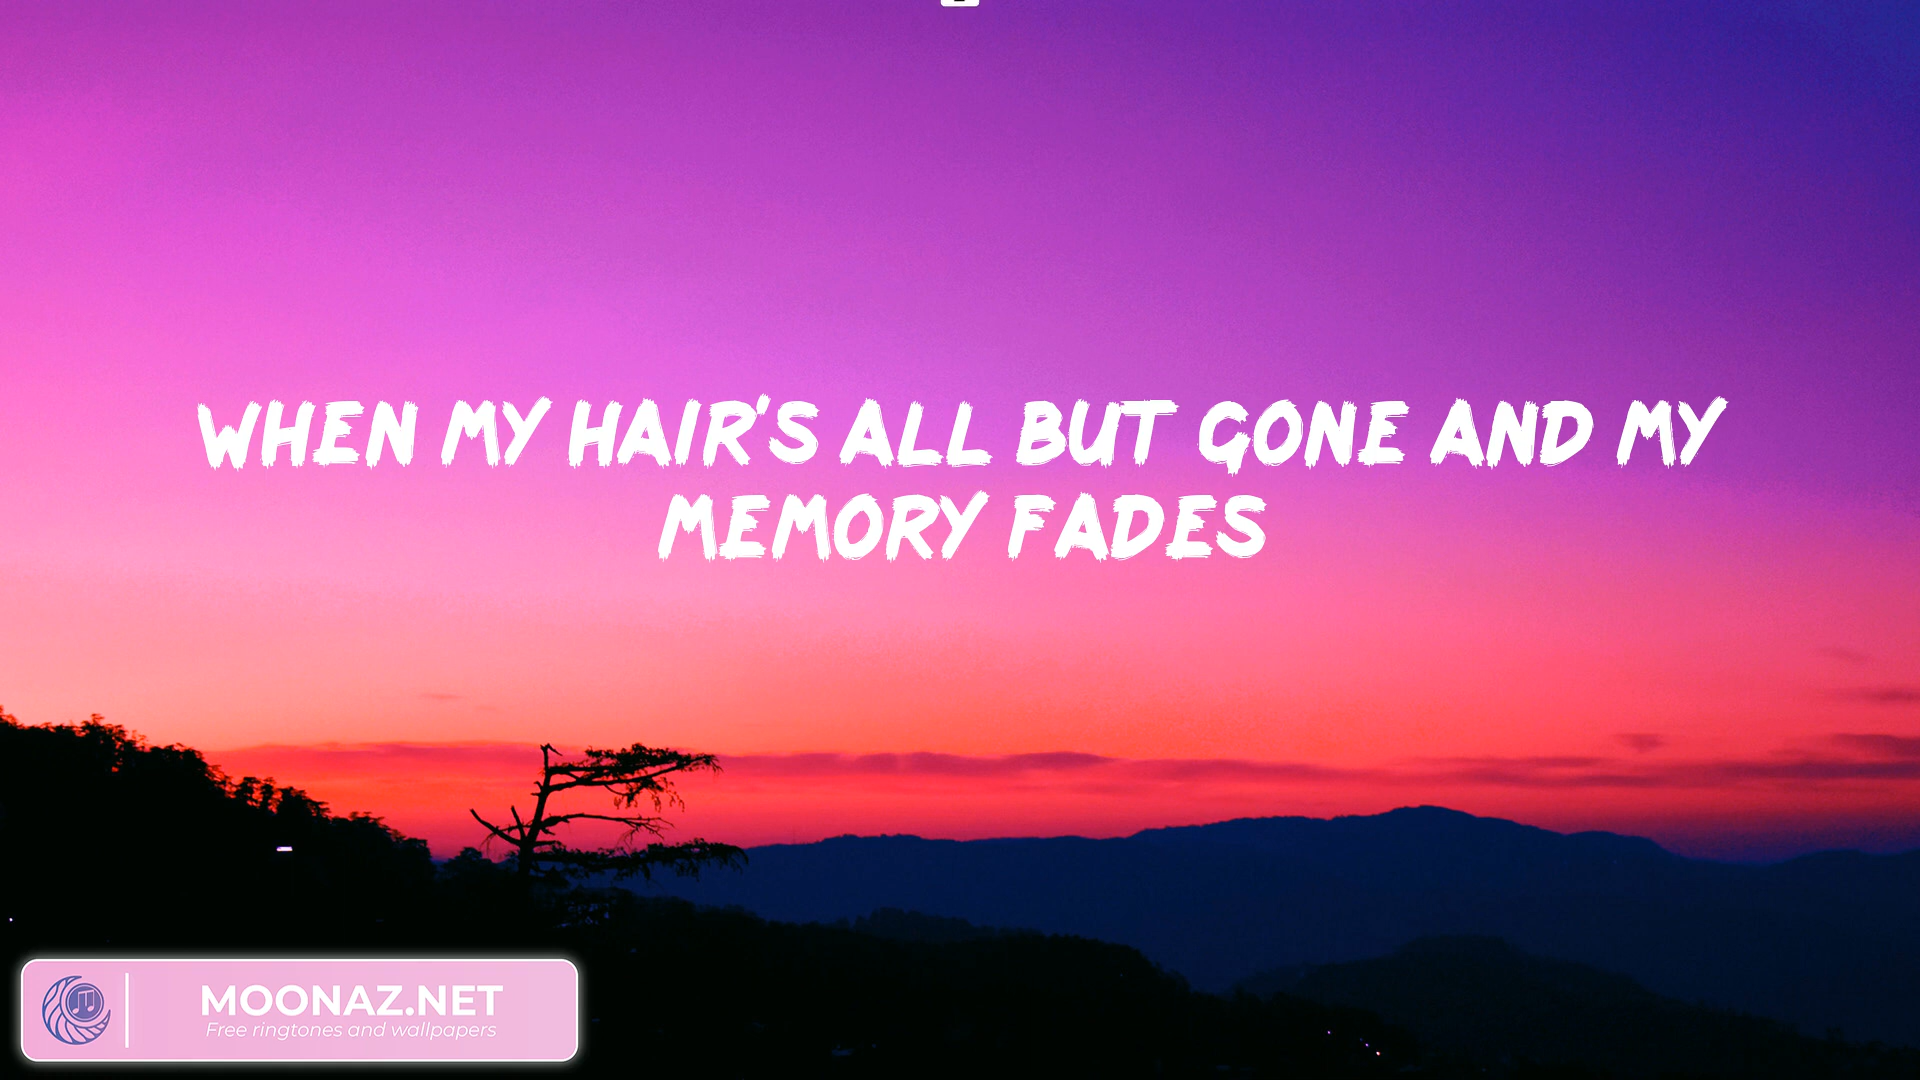 WHEN MY HAIR'S ALL BUT GONE AND MY
MEMORY FADES
MOONAZ.NET
Free ringtones and wallpapers